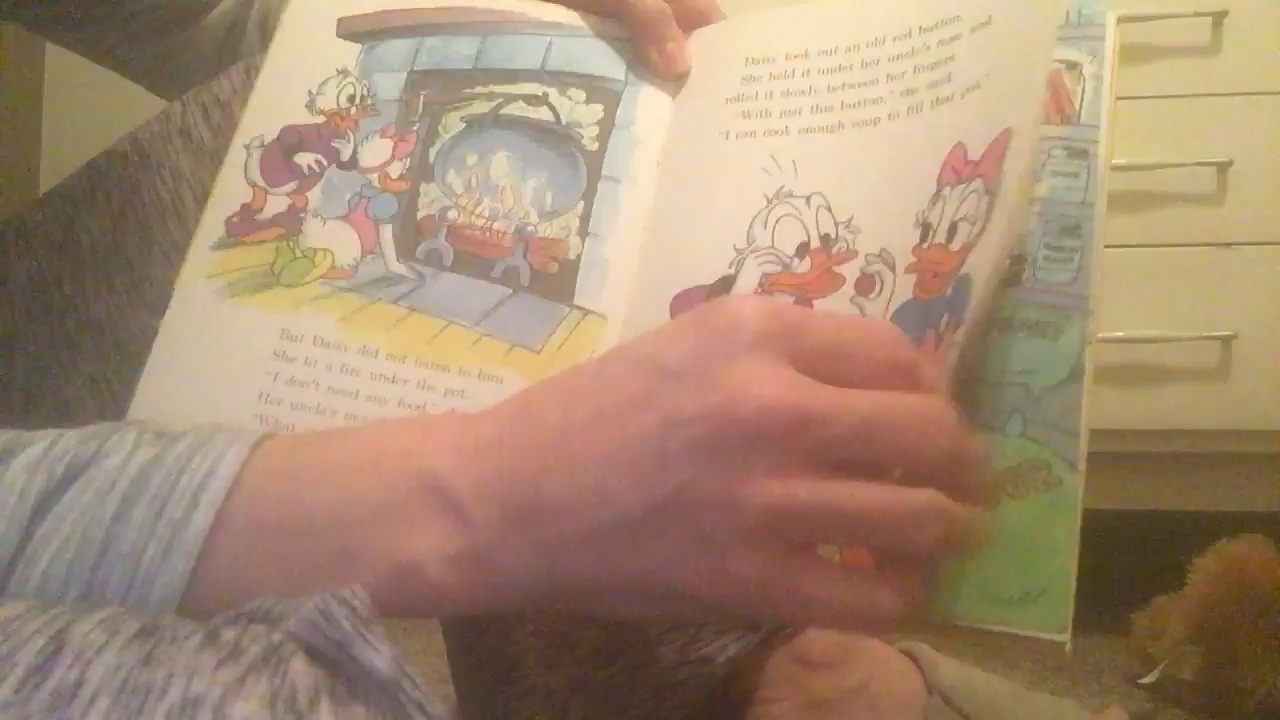 But Daisy did not listen to him.
She lit a fire under the pot.
"I don't need any food,"
Her uncle's
"What
Daisy took out an old red button.
She held it under her uncle's nose and
rolled it slowly between her fingers.
"With just this button," she said,
"I can cook enough soup to fill that pot."